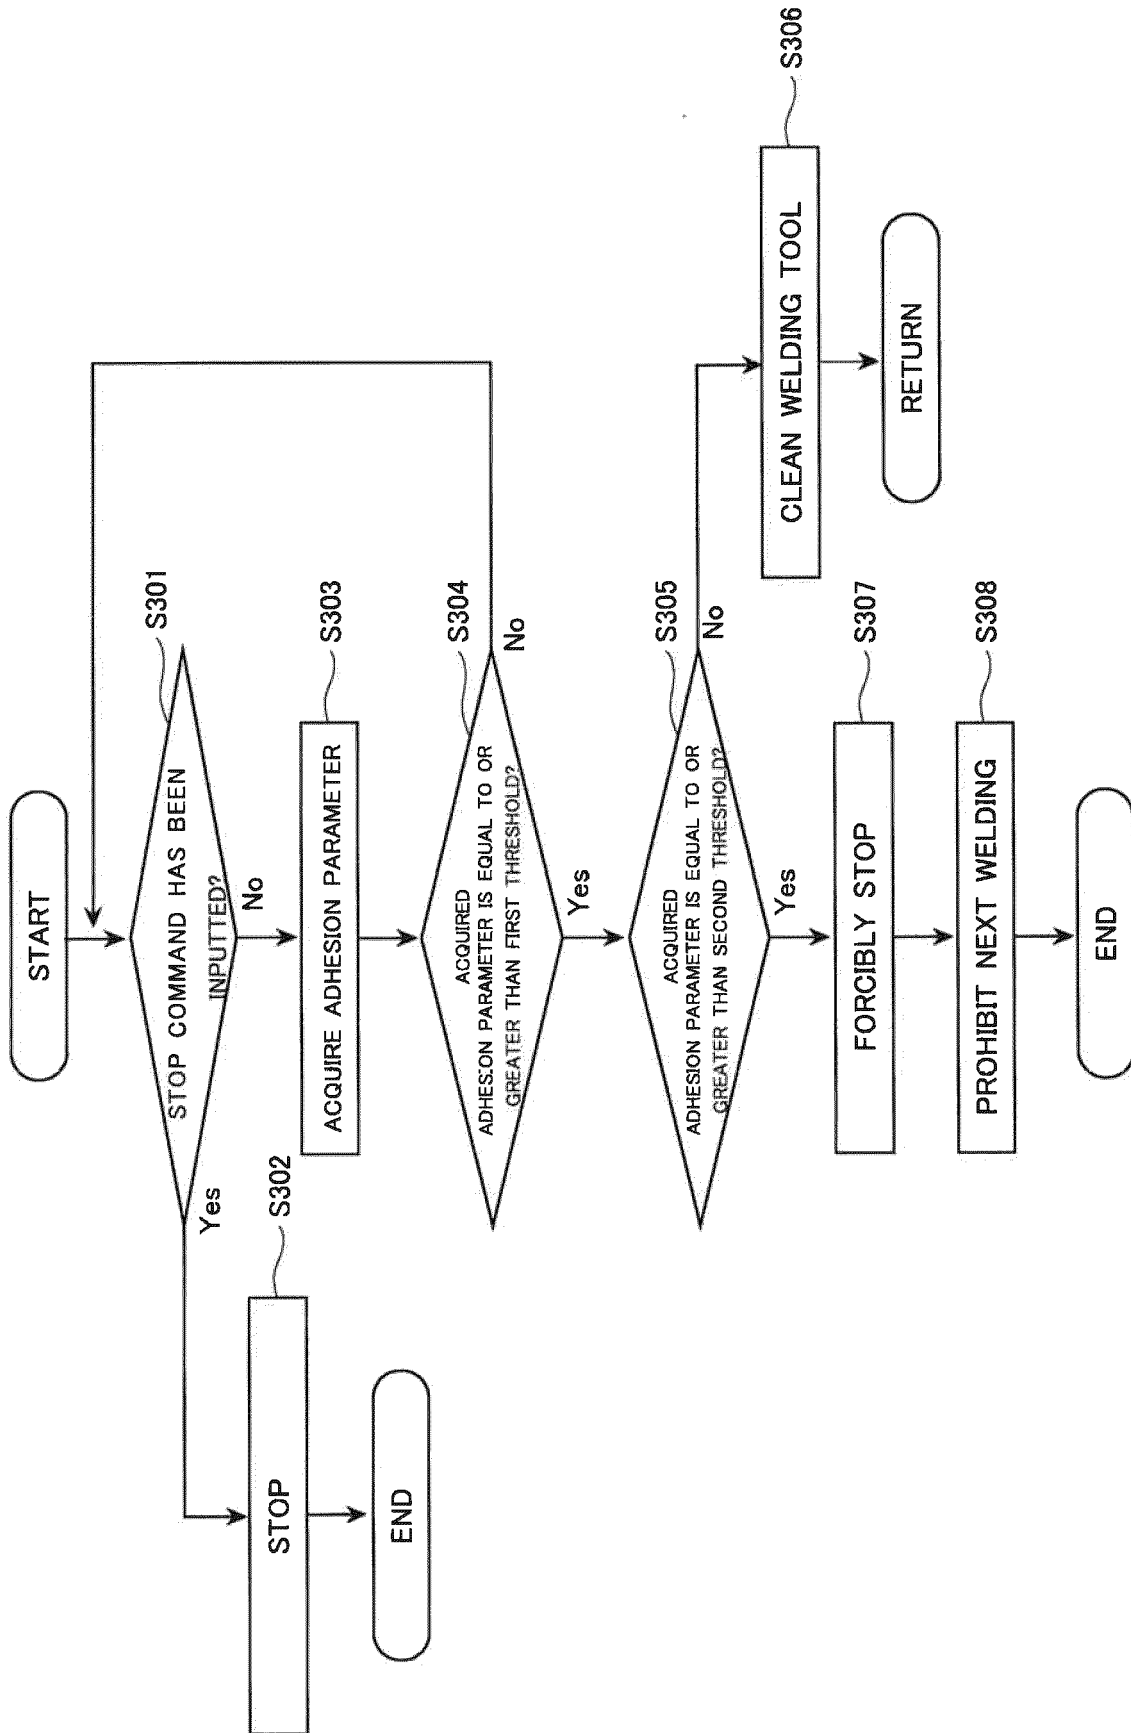 START
S301
STOP COMMAND HAS BEEN
INPUTTED?
Yes
No
S302
STOP
END
S303
ACQUIRE ADHESION PARAMETER
S304
ACQUIRED
ADHESION PARAMETER IS EQUAL TO OR
GREATER THAN FIRST THRESHOLD?
No
Yes
S305
ACQUIRED
ADHESION PARAMETER IS EQUAL TO OR
GREATER THAN SECOND THRESHOLD?
No
Yes
S306
CLEAN WELDING TOOL
RETURN
S307
FORCIBLY STOP
S308
PROHIBIT NEXT WELDING
END